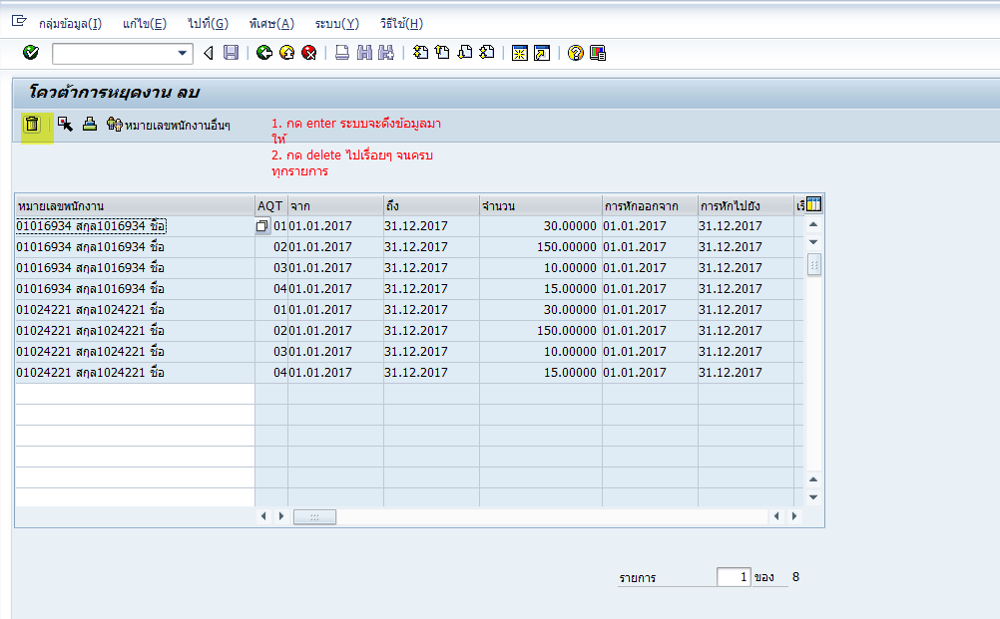 กลุ่มข้อมูล(I) แก้ไข(E) ไปที่(G) พิเศษ(A) ระบบ(Y) วิธีใช้(H)
โควต้าการหยุดงาน ลบ
หมายเลขพนักงานอื่นๆ
1. กด enter ระบบจะดึงข้อมูลมา
ให้
2. กด delete ไปเรื่อยๆ จนครบ
ทุกรายการ
หมายเลขพนักงาน AQT จาก ถึง จำนวน การหักออกจาก การหักไปยัง เริ
01016934 สกุล1016934 ชื่อ 01 01.01.2017 31.12.2017 30.00000 01.01.2017 31.12.2017
01016934 สกุล1016934 ชื่อ 02 01.01.2017 31.12.2017 150.00000 01.01.2017 31.12.2017
01016934 สกุล1016934 ชื่อ 03 01.01.2017 31.12.2017 10.00000 01.01.2017 31.12.2017
01016934 สกุล1016934 ชื่อ 04 01.01.2017 31.12.2017 15.00000 01.01.2017 31.12.2017
01024221 สกุล1024221 ชื่อ 01 01.01.2017 31.12.2017 30.00000 01.01.2017 31.12.2017
01024221 สกุล1024221 ชื่อ 02 01.01.2017 31.12.2017 150.00000 01.01.2017 31.12.2017
01024221 สกุล1024221 ชื่อ 03 01.01.2017 31.12.2017 10.00000 01.01.2017 31.12.2017
01024221 สกุล1024221 ชื่อ 04 01.01.2017 31.12.2017 15.00000 01.01.2017 31.12.2017
รายการ 1 ของ 8